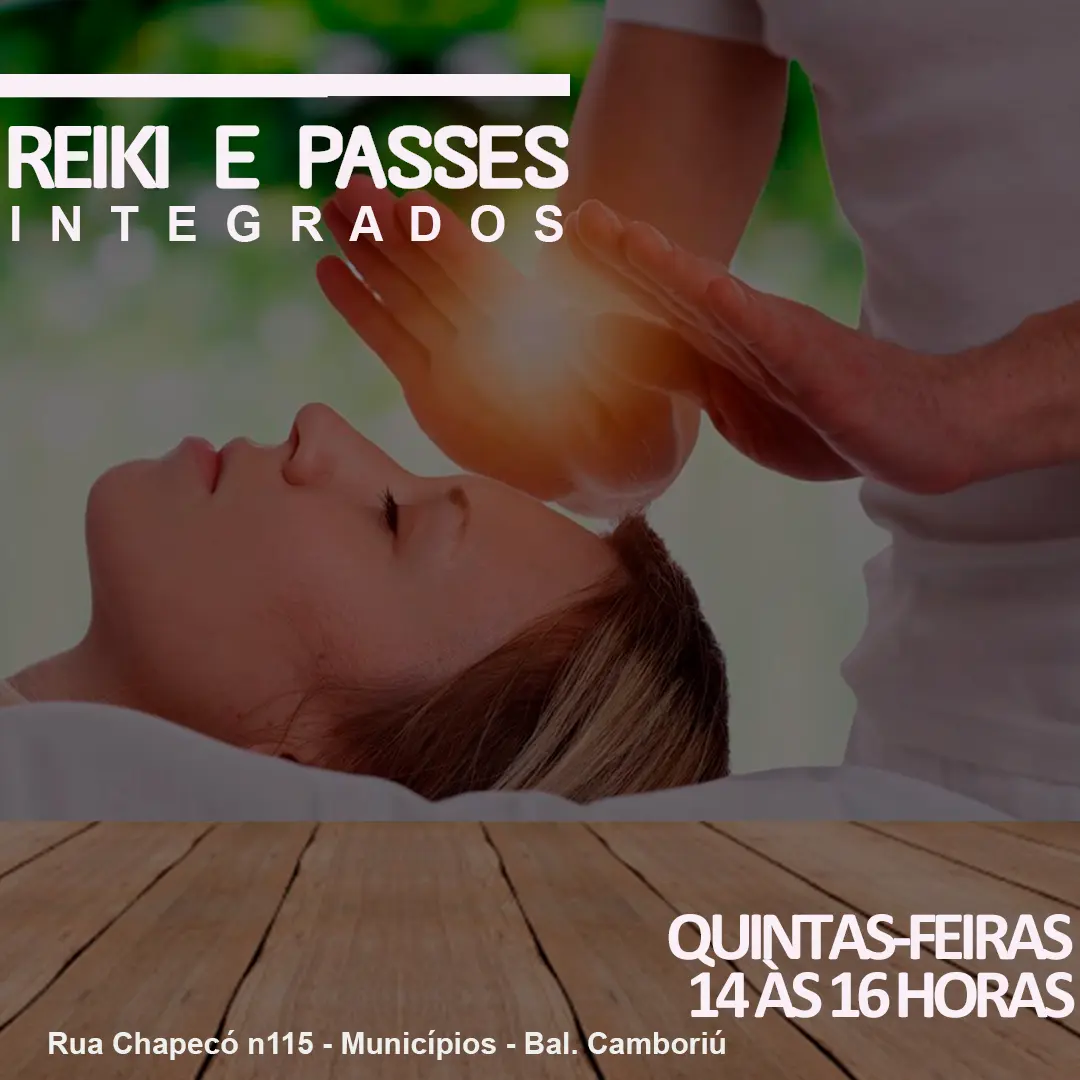 REIKI E PASSES
INTEGRADOS
QUINTAS-FEIRAS
14 ÀS 16 HORAS
Rua Chapecó n115 - Municípios - Bal. Camboriú